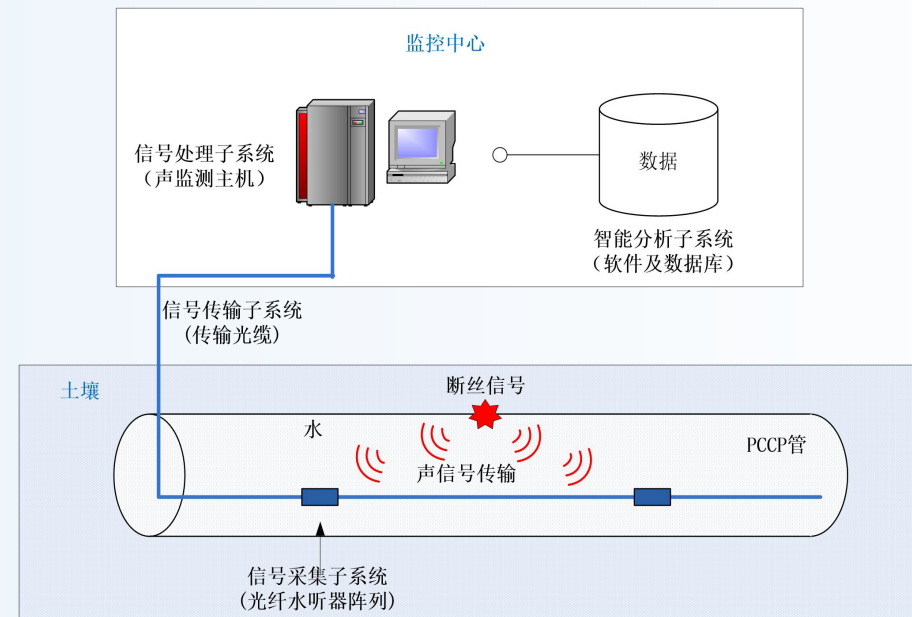 监控中心
信号处理子系统
（声监测主机）
数据
智能分析子系统
（软件及数据库）
信号传输子系统
(传输光缆)
土壤
断丝信号
水
PCCP管
声信号传输
信号采集子系统
(光纤水听器阵列)